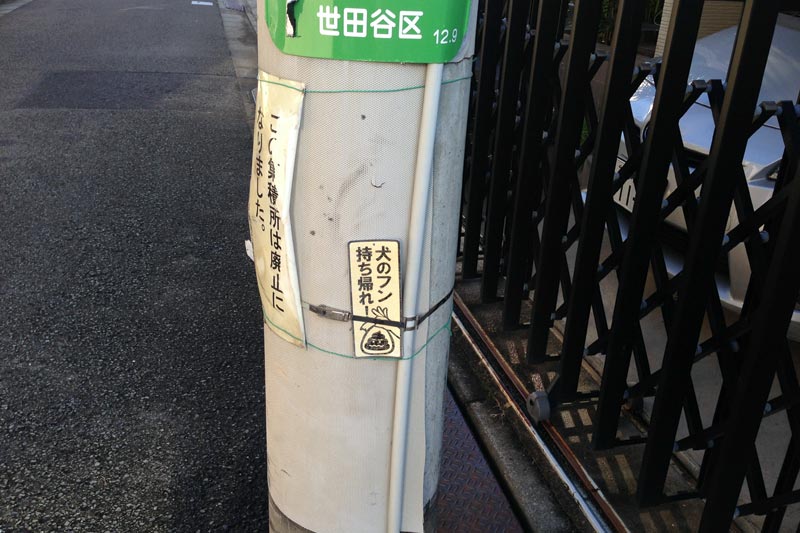 世田谷区
12.9
この集積所は廃止に
なりました。
犬のフン
持ち帰れ!